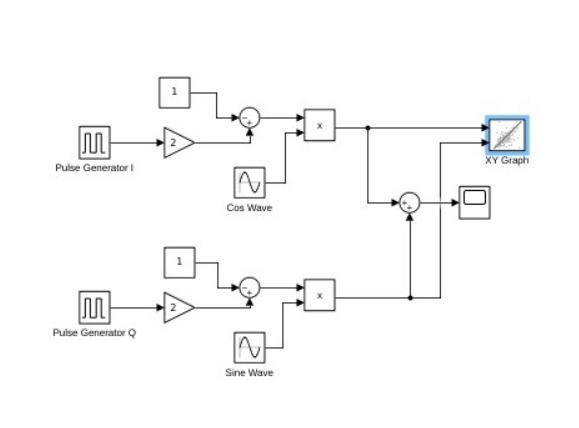 1
2
Pulse Generator I
x
Cos Wave
XY Graph
1
2
Pulse Generator Q
x
Sine Wave